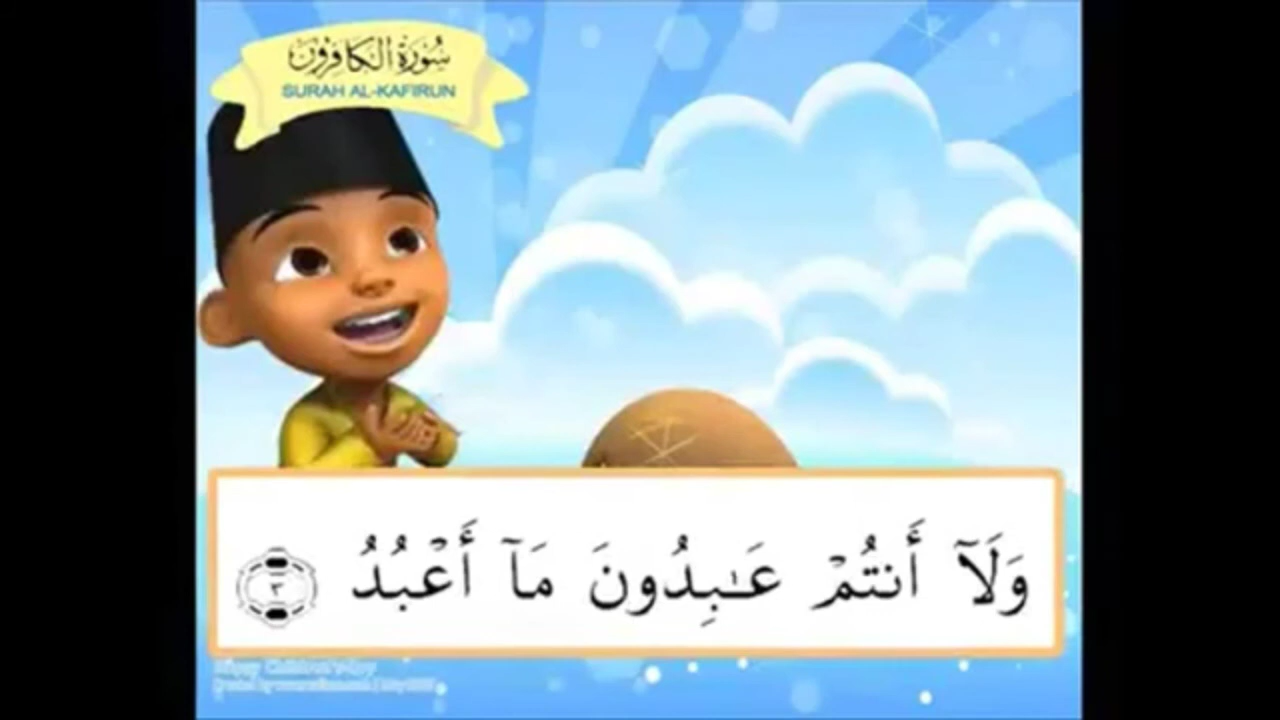 سُورَةُ الكَافِرُونَ
SURAH AL-KAFIRUN
وَلَآ أَنتُمْ عَـٰبِدُونَ مَآ أَعْبُدُ ٣